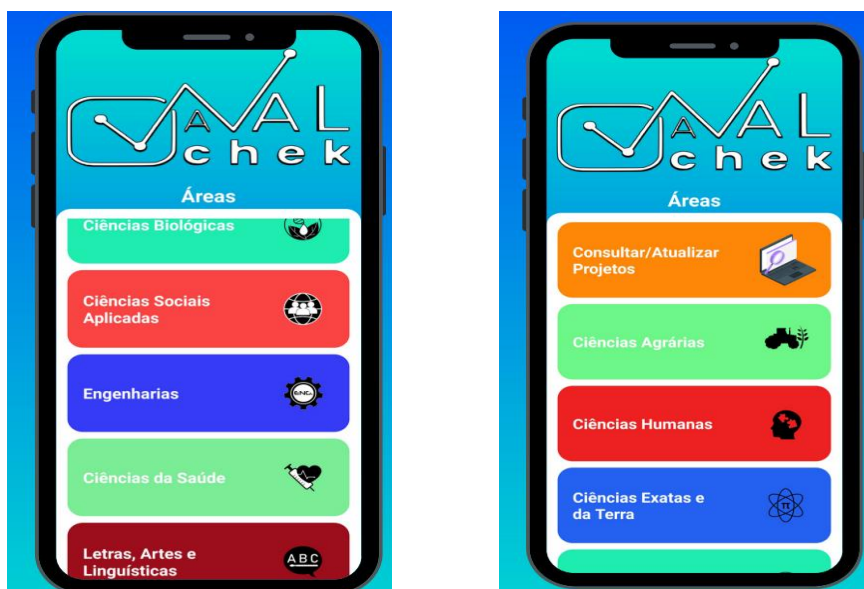 AVAL
chek
Áreas
Ciências Biológicas
Ciências Sociais
Aplicadas
ENG.
Engenharias
Ciências da Saúde
Letras, Artes e
Linguísticas
ABC
AVAL
chek
Áreas
Consultar/Atualizar
Projetos
Ciências Agrárias
Ciências Humanas
Ciências Exatas e
da Terra
π